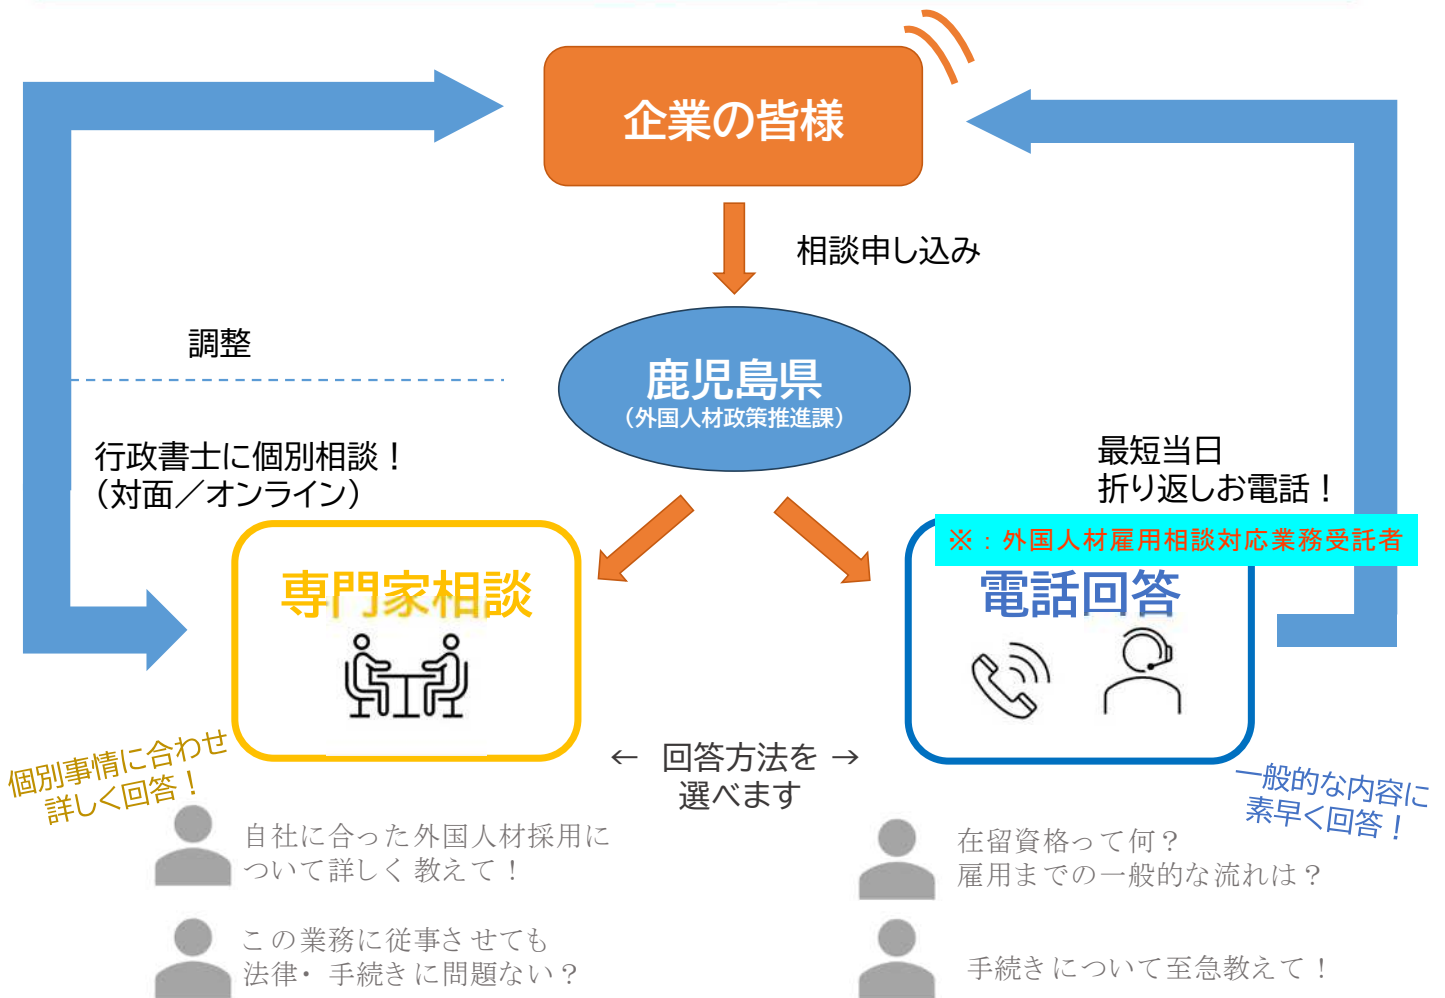 企業の皆様
相談申し込み
調整
鹿児島県
（外国人材政策推進課）
行政書士に個別相談！
（対面／オンライン）
最短当日
折り返しお電話！
※：外国人材雇用相談対応業務受託者
専門家相談
電話回答
← 回答方法を →
選べます
個別事情に合わせ
詳しく回答！
一般的な内容に
素早く回答！
自社に合った外国人材採用に
ついて詳しく教えて！
在留資格って何？
雇用までの一般的な流れは？
この業務に従事させても
法律・手続きに問題ない？
手続きについて至急教えて！